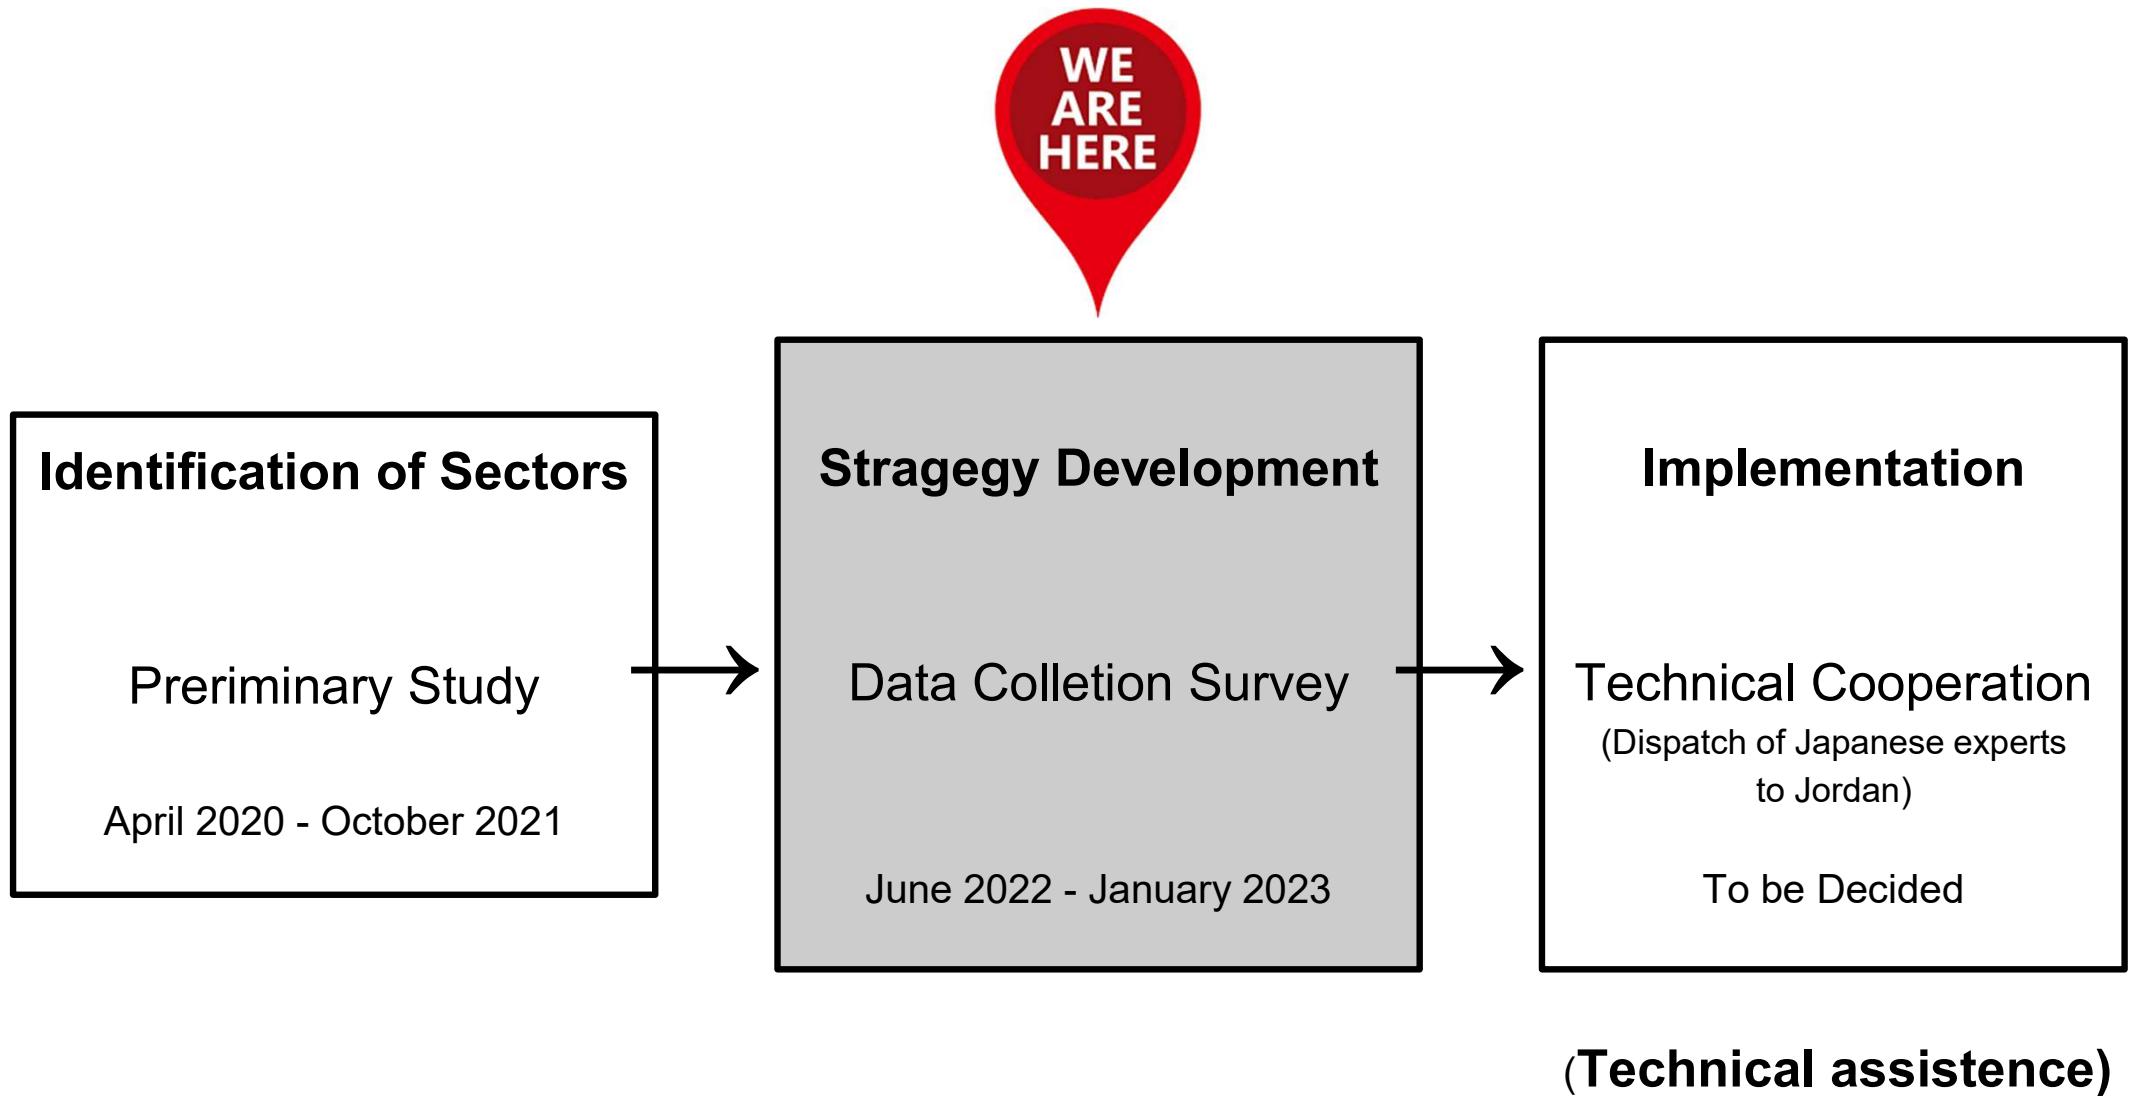 WE
ARE
HERE
Identification of Sectors
Preriminary Study
April 2020 - October 2021
Stragegy Development
Data Colletion Survey
June 2022 - January 2023
Implementation
Technical Cooperation
(Dispatch of Japanese experts
to Jordan)
To be Decided
(Technical assistence)